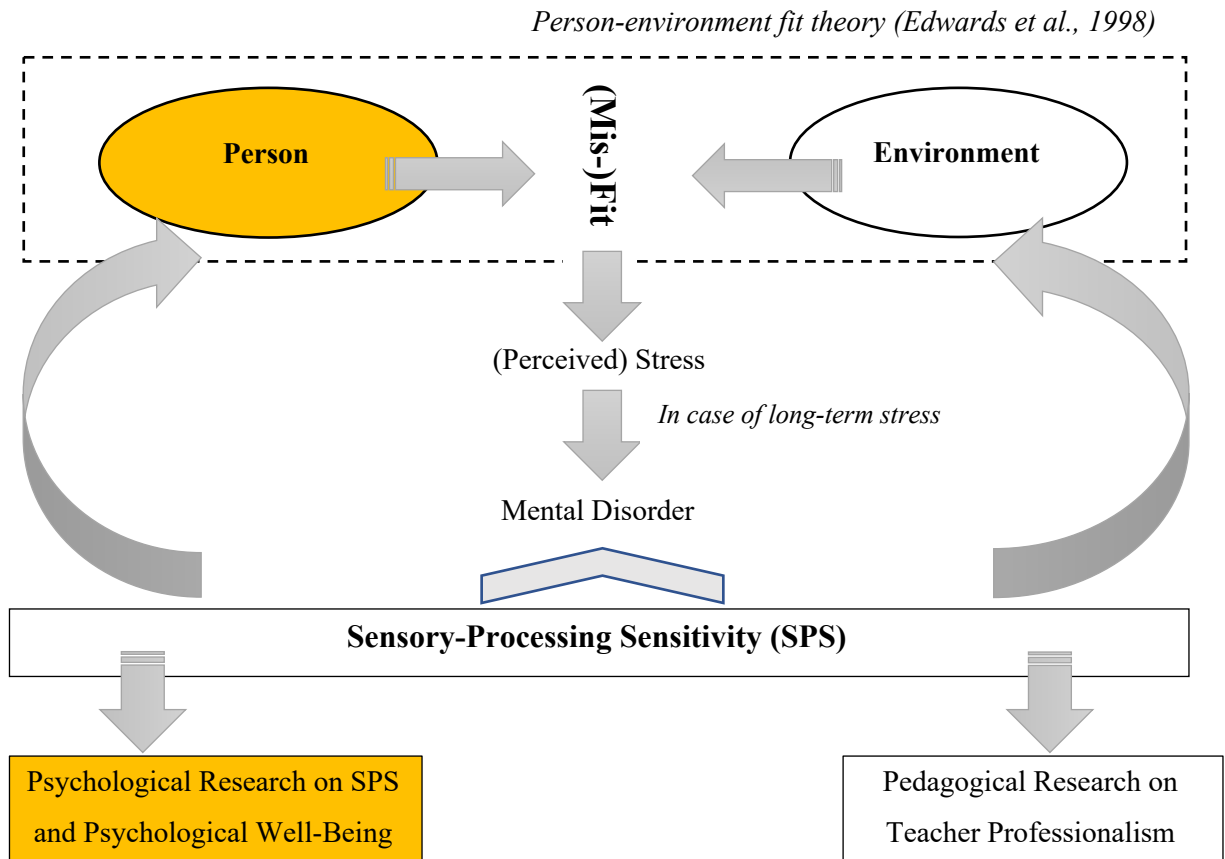 Person-environment fit theory (Edwards et al., 1998)
Person
(Mis-)Fit
Environment
(Perceived) Stress
In case of long-term stress
Mental Disorder
Sensory-Processing Sensitivity (SPS)
Psychological Research on SPS
and Psychological Well-Being
Pedagogical Research on
Teacher Professionalism